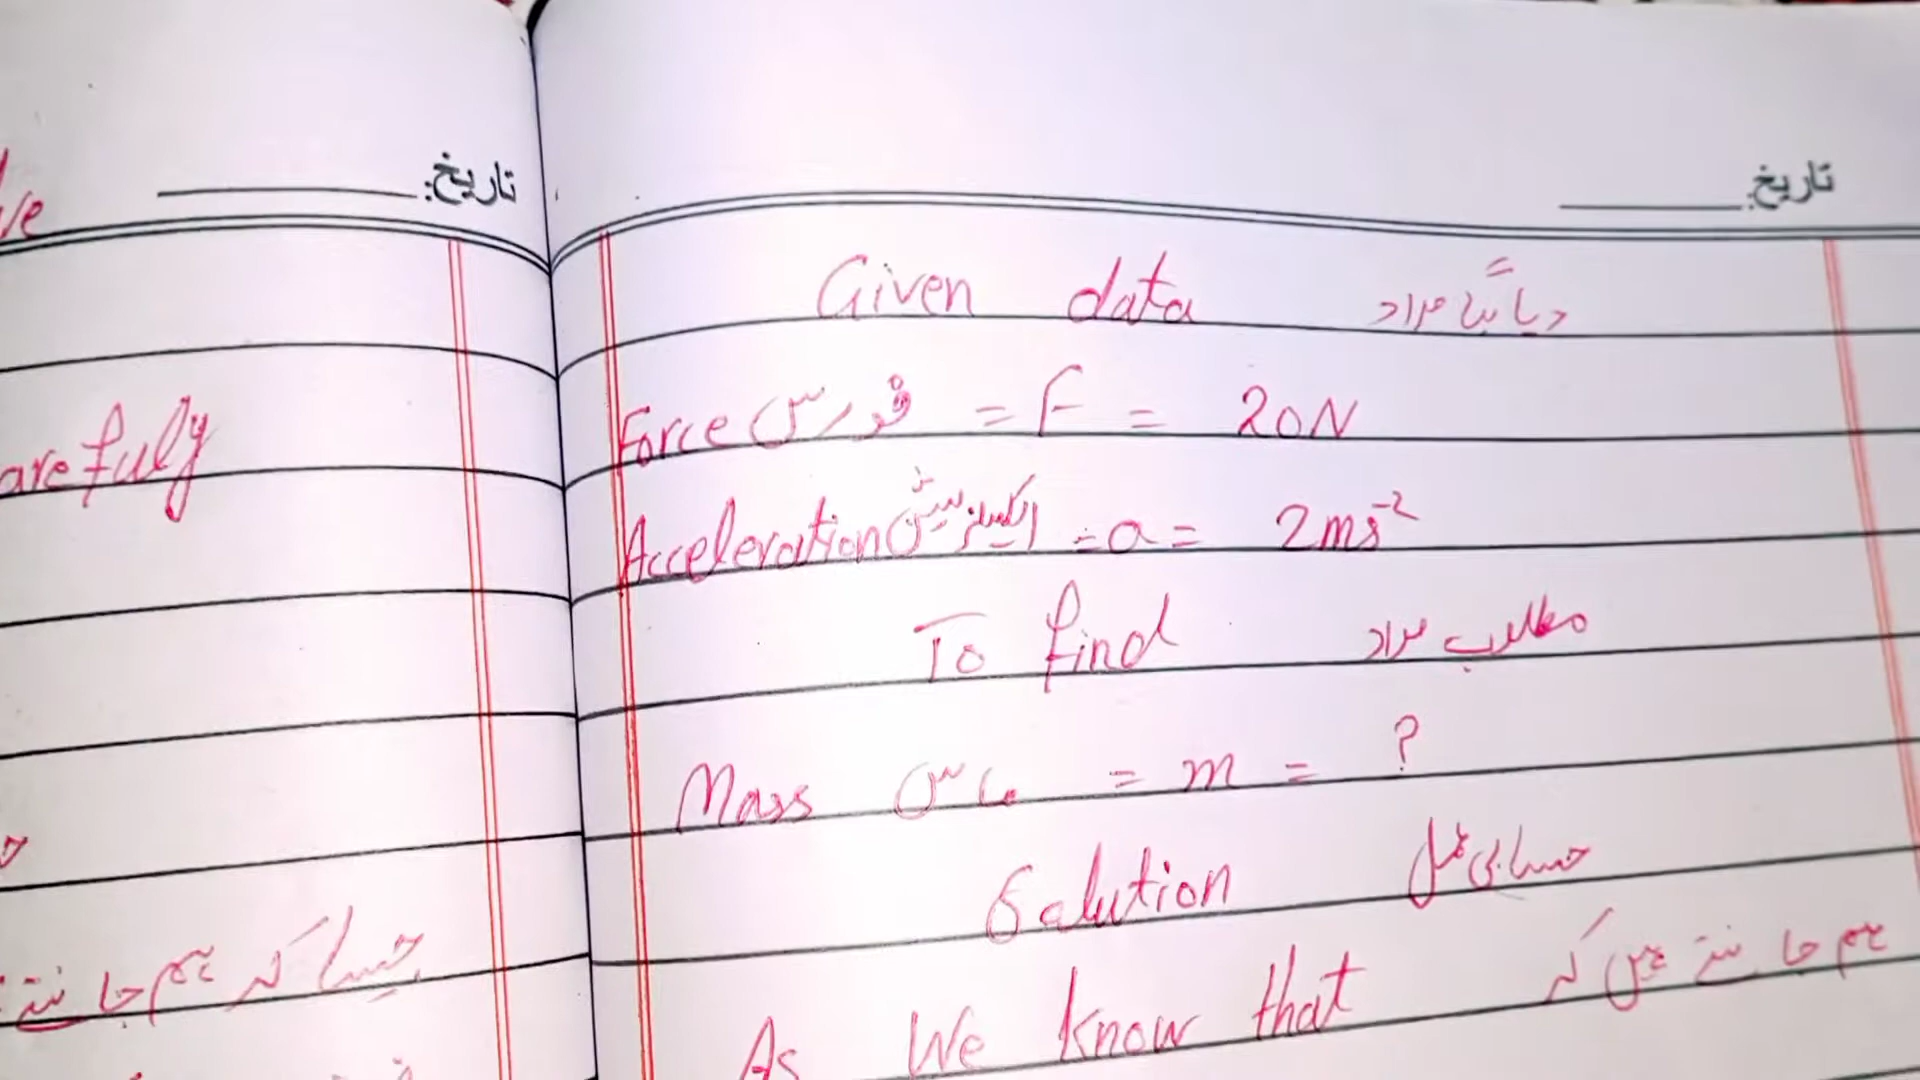 تاریخ:
arefuly
جیسا کہ ہم جانتے
تاریخ:
Given data دیا گیا مواد
Force فورس = F = 20N
Acceleration ایکسلریشن = a = 2ms⁻²
To find مطلوب مواد
Mass ماس = m = ?
Solution حسابی عمل
As We know that ہم جانتے ہیں کہ